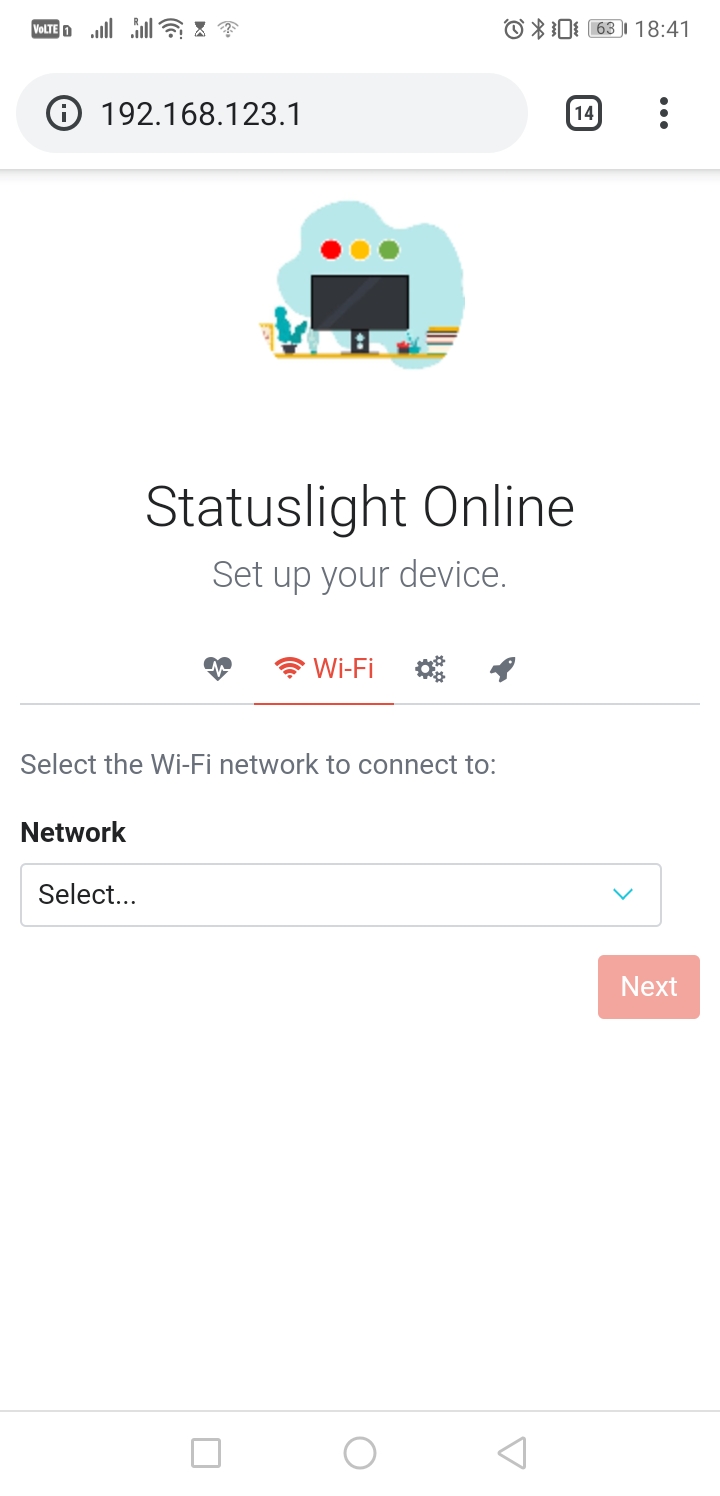 VoLTE 1 R 63 18:41
192.168.123.1 14
Statuslight Online
Set up your device.
Wi-Fi
Select the Wi-Fi network to connect to:
Network
Select...
Next